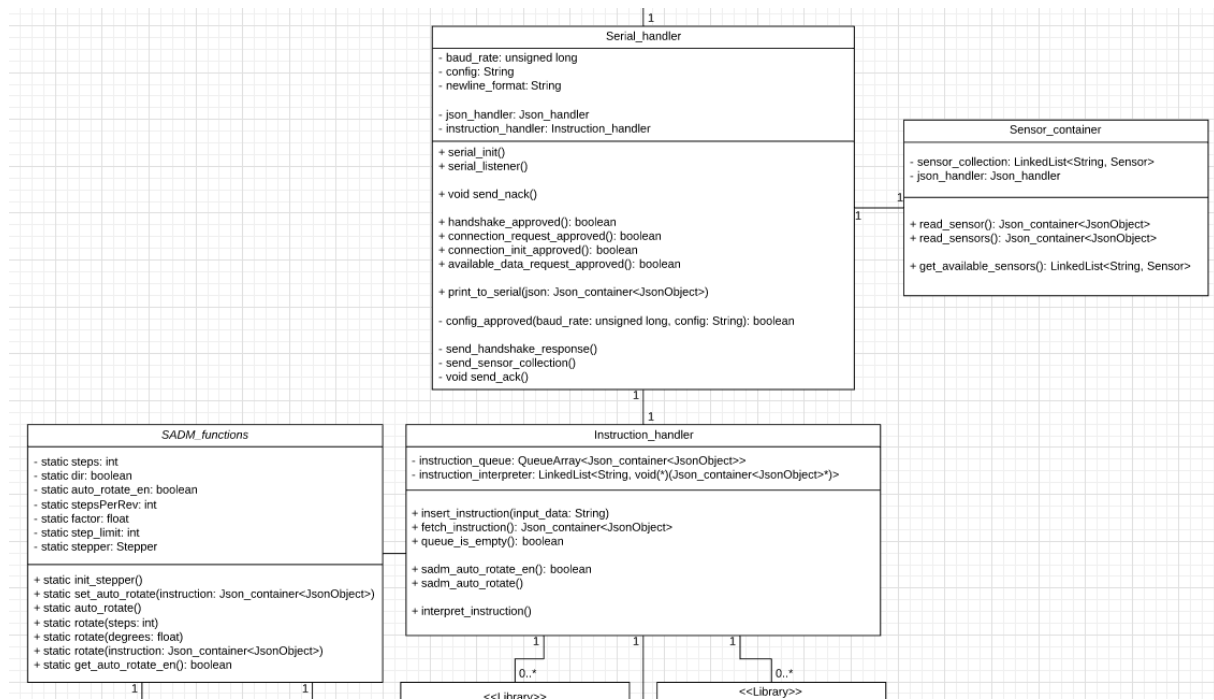 1
Serial_handler
- baud_rate: unsigned long
- config: String
- newline_format: String
- json_handler: Json_handler
- instruction_handler: Instruction_handler
+ serial_init()
+ serial_listener()
+ void send_nack()
+ handshake_approved(): boolean
+ connection_request_approved(): boolean
+ connection_init_approved(): boolean
+ available_data_request_approved(): boolean
+ print_to_serial(json: Json_container<JsonObject>)
- config_approved(baud_rate: unsigned long, config: String): boolean
- send_handshake_response()
- send_sensor_collection()
- void send_ack()
1
1
Sensor_container
- sensor_collection: LinkedList<String, Sensor>
- json_handler: Json_handler
+ read_sensor(): Json_container<JsonObject>
+ read_sensors(): Json_container<JsonObject>
+ get_available_sensors(): LinkedList<String, Sensor>
1
1
SADM_functions
- static steps: int
- static dir: boolean
- static auto_rotate_en: boolean
- static stepsPerRev: int
- static factor: float
- static step_limit: int
- static stepper: Stepper
+ static init_stepper()
+ static set_auto_rotate(instruction: Json_container<JsonObject>)
+ static auto_rotate()
+ static rotate(steps: int)
+ static rotate(degrees: float)
+ static rotate(instruction: Json_container<JsonObject>)
+ static get_auto_rotate_en(): boolean
1
1
Instruction_handler
- instruction_queue: QueueArray<Json_container<JsonObject>>
- instruction_interpreter: LinkedList<String, void(*)(Json_container<JsonObject>*)>
+ insert_instruction(input_data: String)
+ fetch_instruction(): Json_container<JsonObject>
+ queue_is_empty(): boolean
+ sadm_auto_rotate_en(): boolean
+ sadm_auto_rotate()
+ interpret_instruction()
1
1
1
0..*
0..*
<<Library>>
<<Library>>